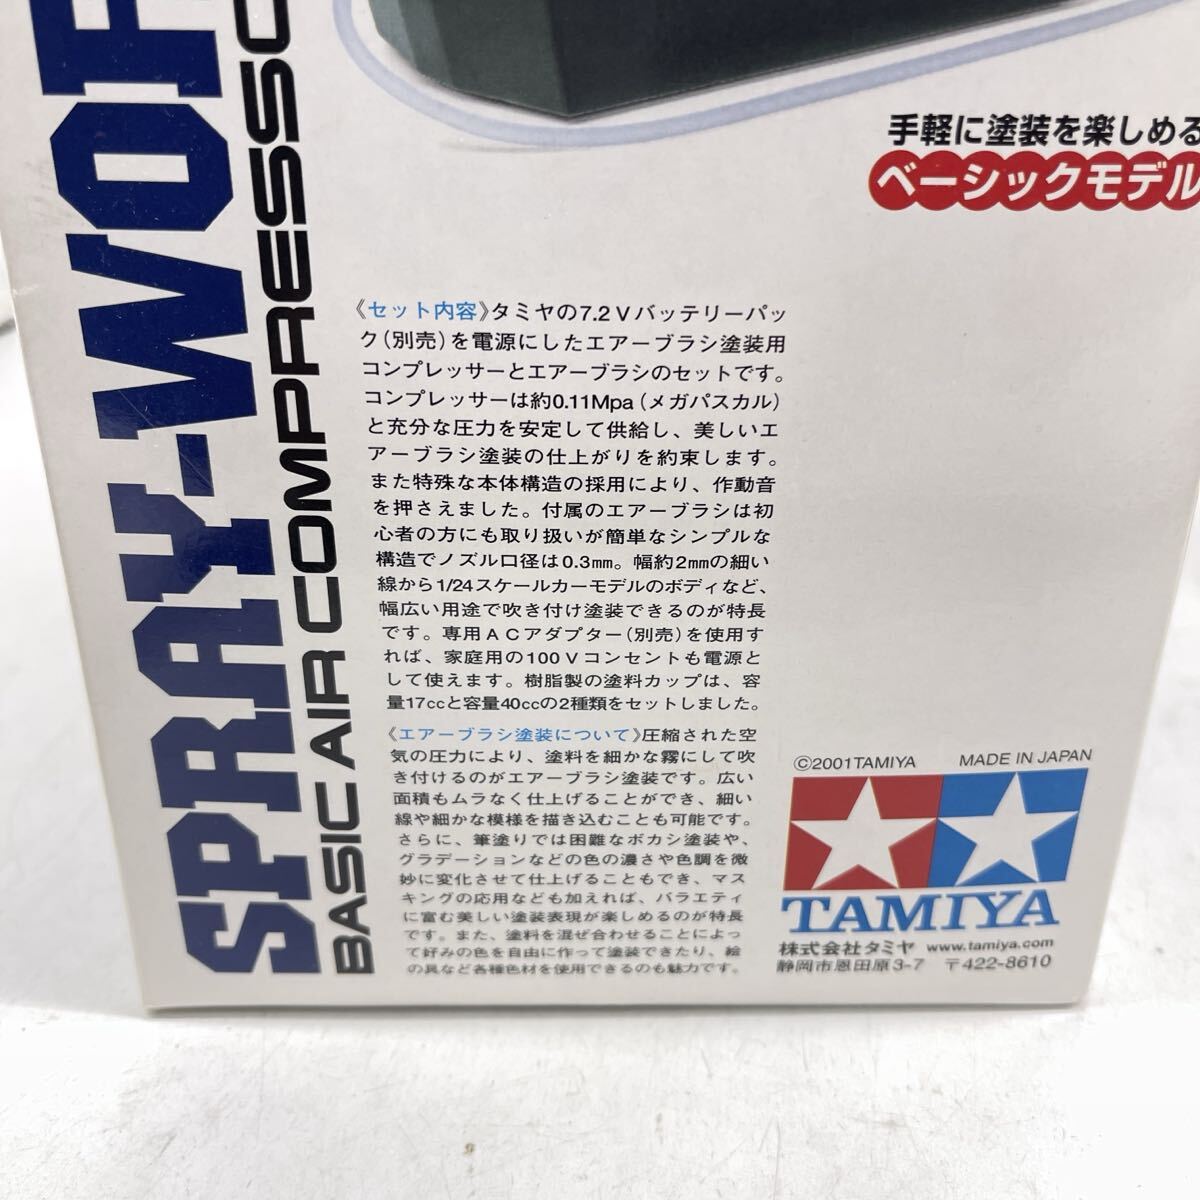 SPRAY-WOR
BASIC AIR COMPRESSO
手軽に塗装を楽しめる
ベーシックモデル
《セット内容》タミヤの7.2Vバッテリーパッ
ク(別売)を電源にしたエアーブラシ塗装用
コンプレッサーとエアーブラシのセットです。
コンプレッサーは約0.11Mpa(メガパスカル)
と充分な圧力を安定して供給し、美しいエ
アーブラシ塗装の仕上がりを約束します。
また特殊な本体構造の採用により、作動音
を押さえました。付属のエアーブラシは初
心者の方にも取り扱いが簡単なシンプルな
構造でノズル口径は0.3mm。幅約2mmの細い
線から1/24スケールカーモデルのボディなど、
幅広い用途で吹き付け塗装できるのが特長
です。専用ACアダプター(別売)を使用す
れば、家庭用の100Vコンセントも電源と
して使えます。樹脂製の塗料カップは、容
量17ccと容量40ccの2種類をセットしました。
《エアーブラシ塗装について》圧縮された空
気の圧力により、塗料を細かな霧にして吹
き付けるのがエアーブラシ塗装です。広い
面積もムラなく仕上げることができ、細い
線や細かな模様を描き込むことも可能です。
さらに、筆塗りでは困難なボカシ塗装や、
グラデーションなどの色の濃さや色調を微
妙に変化させて仕上げることもでき、マス
キングの応用なども加えれば、バラエティ
に富む美しい塗装表現が楽しめるのが特長
です。また、塗料を混ぜ合わせることによっ
て好みの色を自由に作って塗装できたり、絵
の具など各種色材を使用できるのも魅力です。
©2001TAMIYA MADE IN JAPAN
TAMIYA
株式会社タミヤ www.tamiya.com
静岡市恩田原3-7 〒422-8610